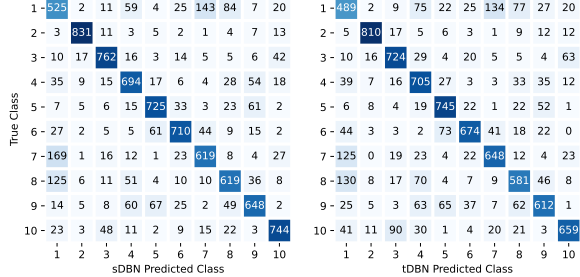 1 525 2 11 59 4 25 143 84 7 20 1 489 2 9 75 22 25 134 77 27 20
2 13 831 11 3 6 5 2 1 4 7 13 2 17 810 5 17 6 3 3 1 9 12 12
3 10 17 762 16 3 14 5 5 6 6 42 3 10 16 724 29 4 20 5 5 4 12 63
4 35 9 15 694 17 6 4 28 54 18 4 39 7 16 705 27 3 3 33 35 12
5 7 5 6 15 725 33 3 23 61 2 5 6 8 4 19 745 22 1 22 52 1
6 27 2 5 5 61 710 44 9 15 2 6 44 3 3 2 73 674 41 18 22 0
7 169 1 16 12 1 23 619 8 4 27 7 125 0 19 23 4 22 648 12 4 23
8 125 6 11 51 4 10 10 619 36 8 8 130 8 17 70 4 7 9 581 46 8
9 14 5 8 60 67 25 2 49 648 2 9 25 5 3 63 65 37 7 62 612 1
10 23 3 48 11 2 9 15 22 3 744 10 41 11 90 30 1 4 20 21 3 659
1 2 3 4 5 6 7 8 9 10 1 2 3 4 5 6 7 8 9 10
True Class
sDBN Predicted Class tDBN Predicted Class